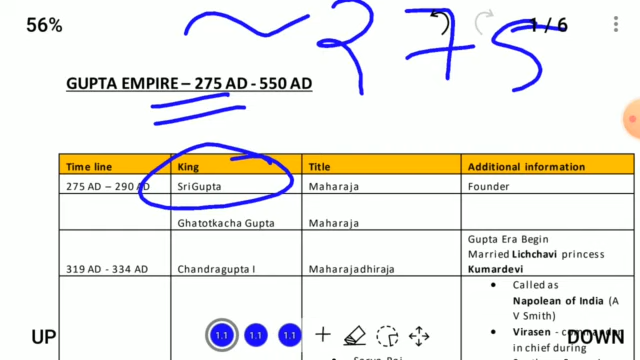 56%
1 / 6
~ 275
GUPTA EMPIRE – 275 AD - 550 AD
Time line King Title Additional information
275 AD – 290 AD SriGupta Maharaja Founder
Ghatotkacha Gupta Maharaja
319 AD - 334 AD Chandragupta I Maharajadhiraja Gupta Era Begin
Married Lichchavi princess
Kumardevi
• Called as
Napolean of India (A
V Smith)
• Virasen - commander
in chief during
UP
1.1 1.1 1.1
DOWN